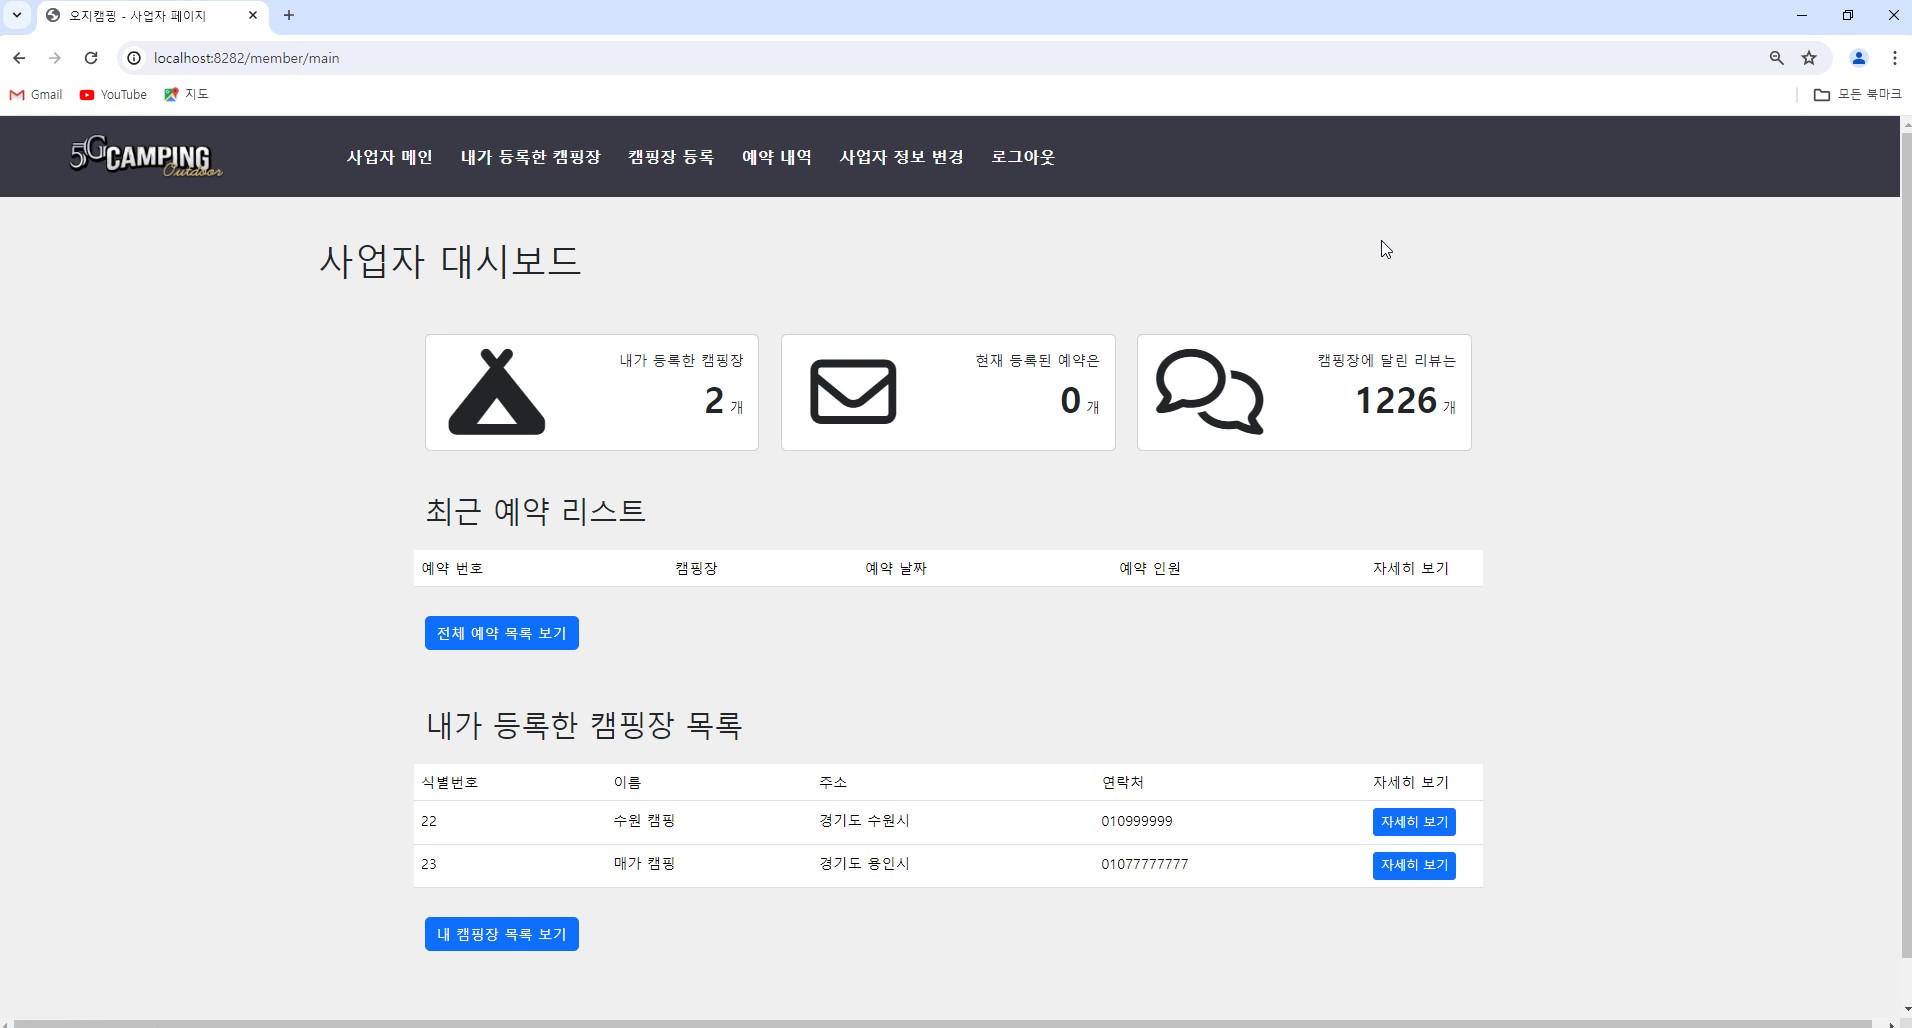 오지캠핑 - 사업자 페이지
localhost:8282/member/main
Gmail YouTube 지도 모든 북마크
5G CAMPING Outdoor
사업자 메인 내가 등록한 캠핑장 캠핑장 등록 예약 내역 사업자 정보 변경 로그아웃
사업자 대시보드
내가 등록한 캠핑장
2 개
현재 등록된 예약은
0 개
캠핑장에 달린 리뷰는
1226 개
최근 예약 리스트
예약 번호 캠핑장 예약 날짜 예약 인원 자세히 보기
전체 예약 목록 보기
내가 등록한 캠핑장 목록
식별번호 이름 주소 연락처 자세히 보기
22 수원 캠핑 경기도 수원시 010999999 자세히 보기
23 매가 캠핑 경기도 용인시 01077777777 자세히 보기
내 캠핑장 목록 보기